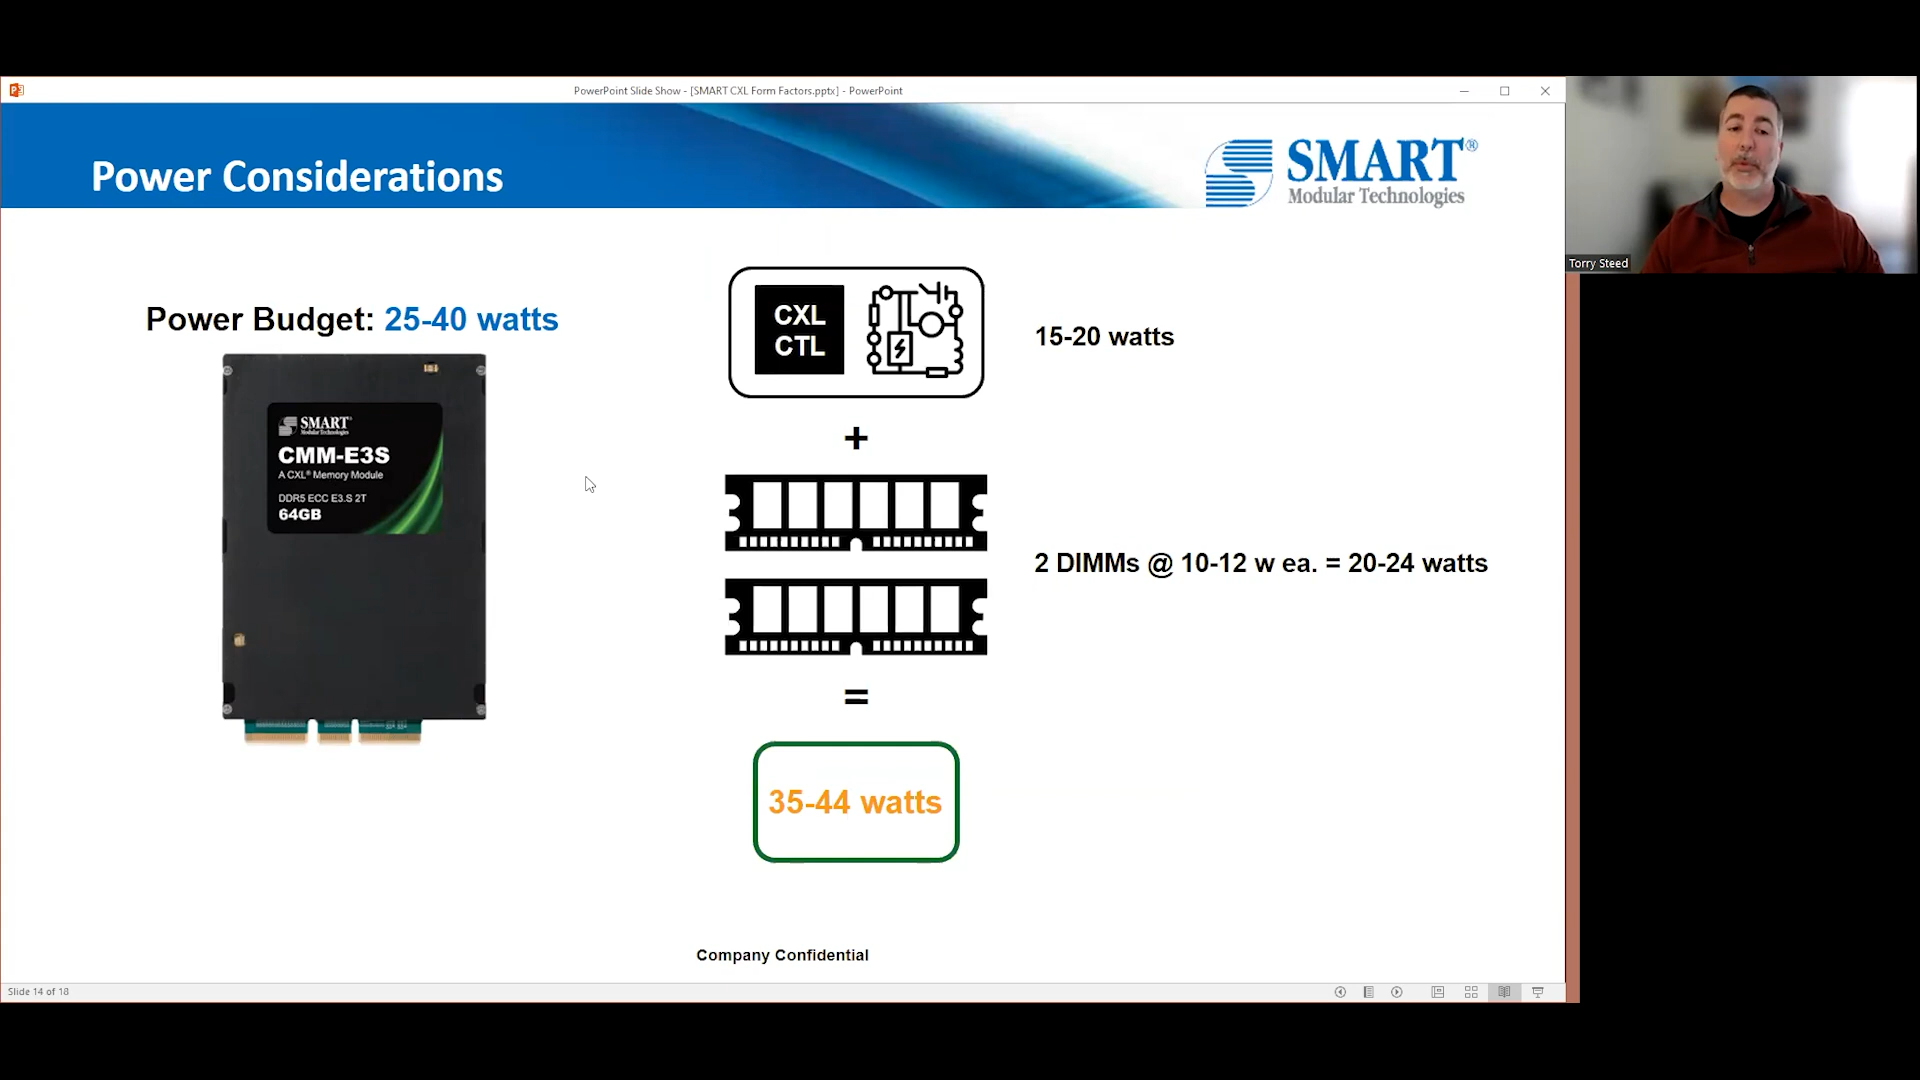 PowerPoint Slide Show - [SMART CXL Form Factors.pptx] - PowerPoint
Power Considerations
SMART®
Modular Technologies
Torry Steed
Power Budget: 25-40 watts
SMART
Modular Technologies
CMM-E3S
A CXL® Memory Module
DDR5 ECC E3.S 2T
64GB
CXL
CTL
15-20 watts
+
2 DIMMs @ 10-12 w ea. = 20-24 watts
=
35-44 watts
Company Confidential
Slide 14 of 18